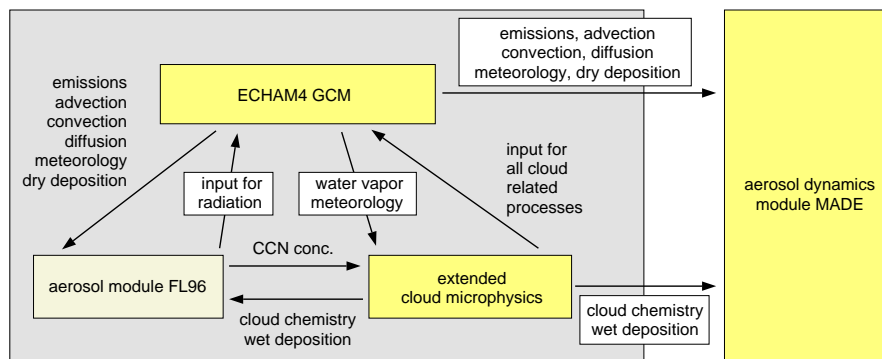 emissions, advection
convection, diffusion
meteorology, dry deposition
emissions
advection
convection
diffusion
meteorology
dry deposition
ECHAM4 GCM
input for
radiation
water vapor
meteorology
input for
all cloud
related
processes
aerosol dynamics
module MADE
aerosol module FL96
CCN conc.
extended
cloud microphysics
cloud chemistry
wet deposition
cloud chemistry
wet deposition